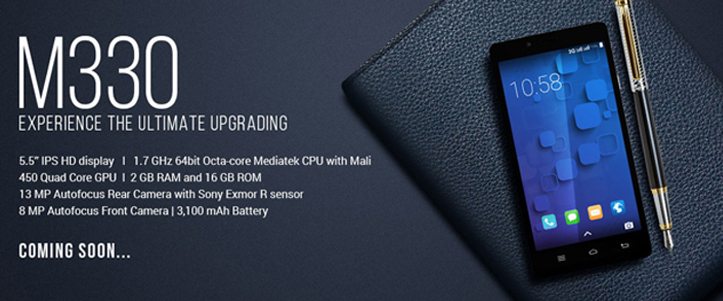 M330
EXPERIENCE THE ULTIMATE UPGRADING
5.5" IPS HD display | 1.7 GHz 64bit Octa-core Mediatek CPU with Mali
450 Quad Core GPU | 2 GB RAM and 16 GB ROM
13 MP Autofocus Rear Camera with Sony Exmor R sensor
8 MP Autofocus Front Camera | 3,100 mAh Battery
COMING SOON...
10:58